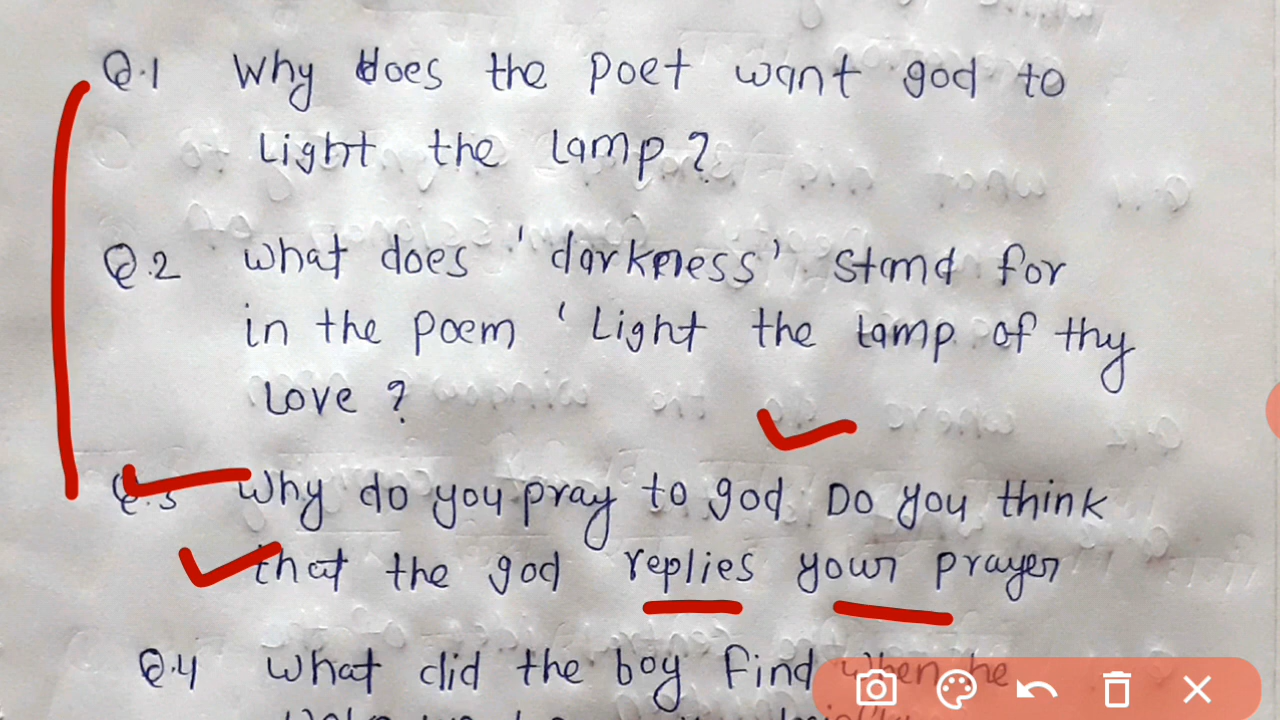 Q.1 Why does the poet want god to
Light the lamp?
Q.2 what does 'darkness' stand for
in the poem 'Light the lamp of thy
Love ?
Q.3 Why do you pray to god. Do you think
that the god replies your prayer
Q.4 what did the boy find when he